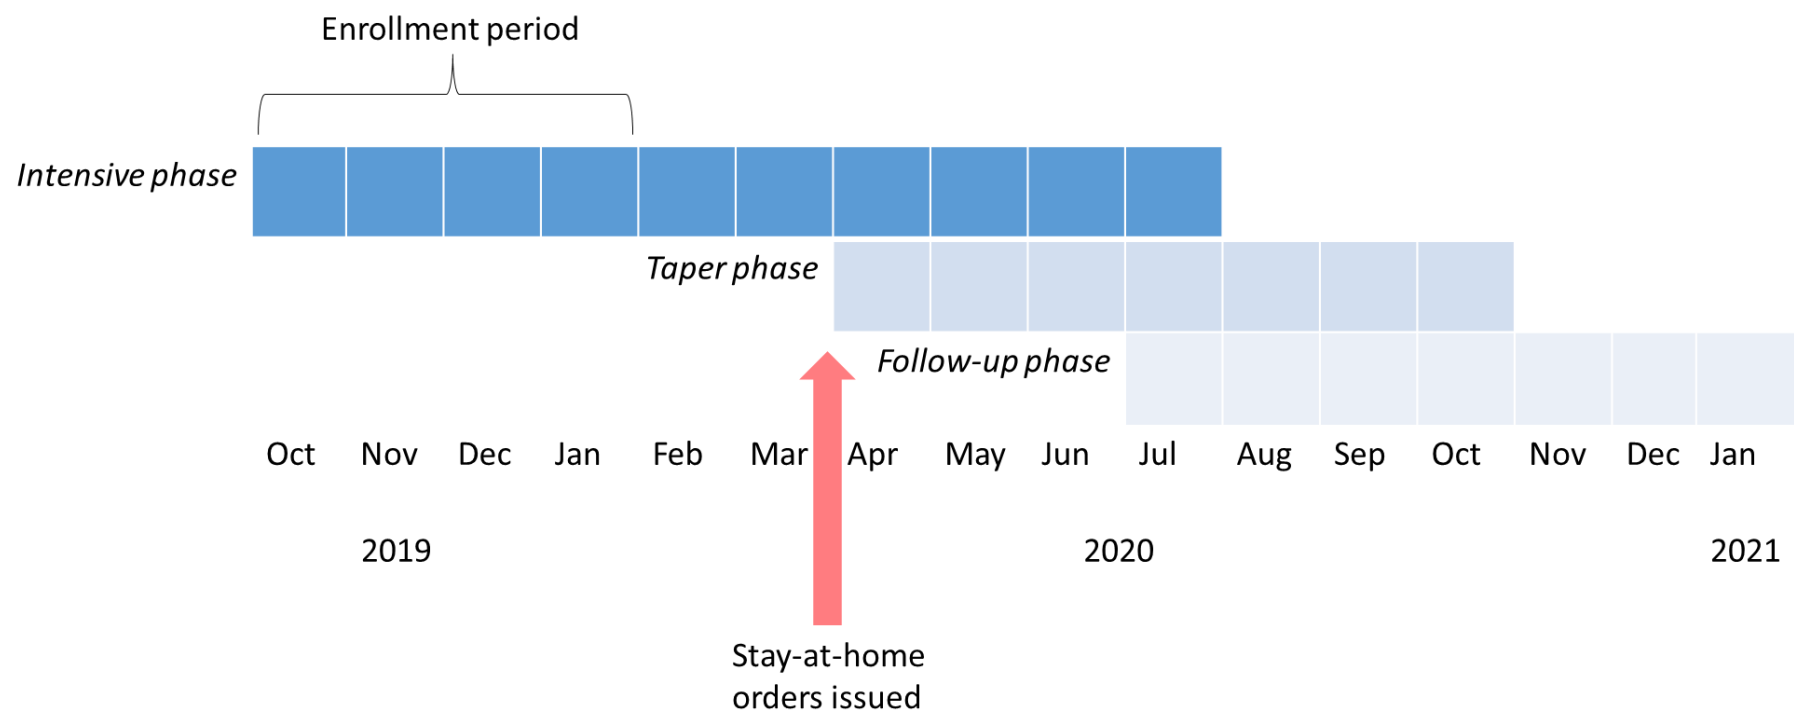 Enrollment period
Intensive phase
Taper phase
Follow-up phase
Oct Nov Dec Jan Feb Mar Apr May Jun Jul Aug Sep Oct Nov Dec Jan
2019 2020 2021
Stay-at-home
orders issued